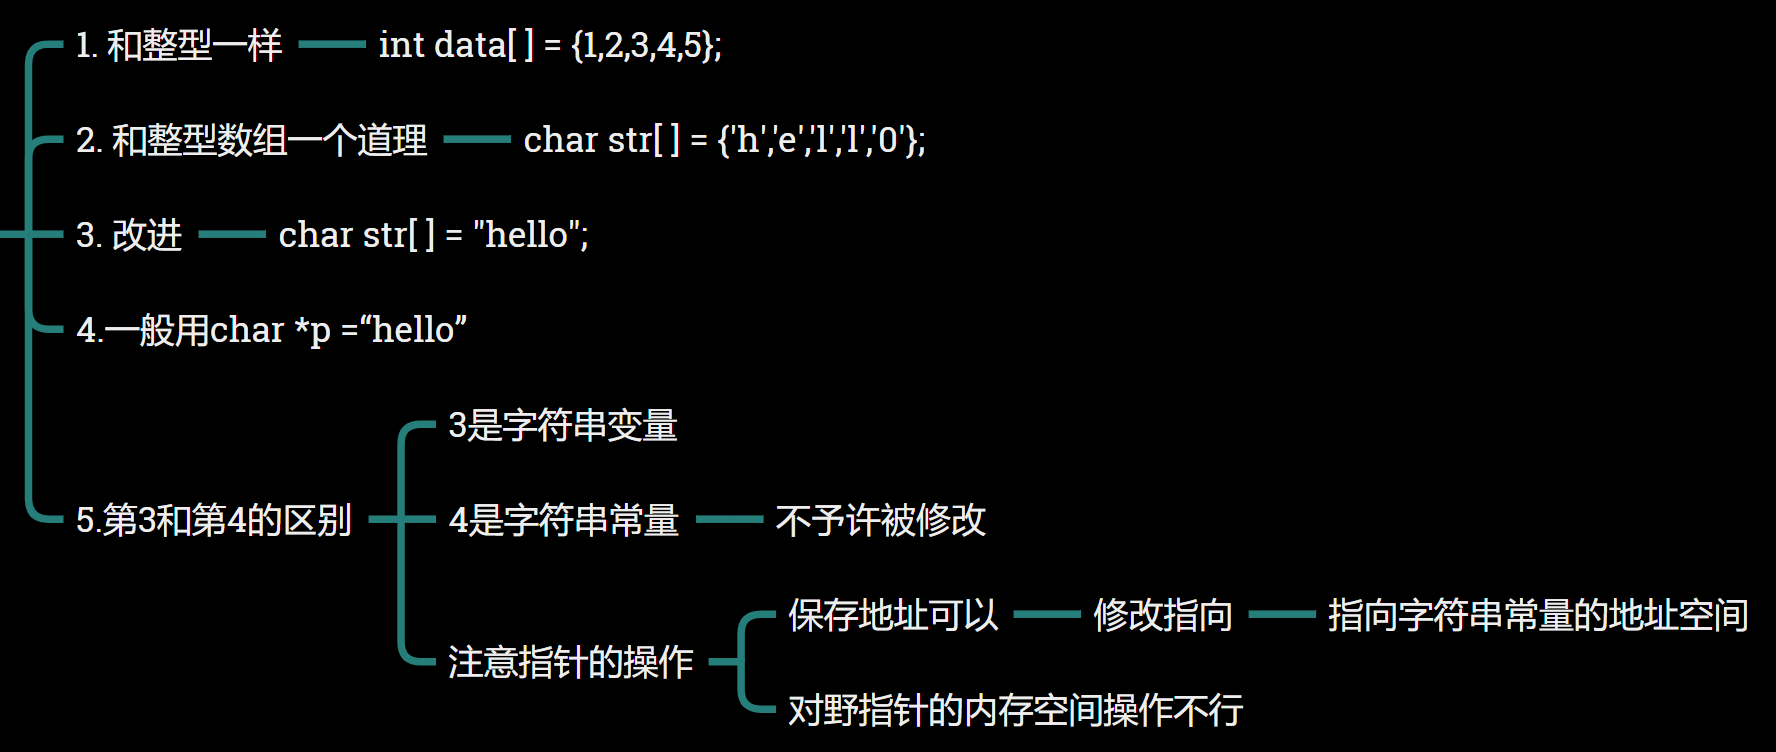 1. 和整型一样
int data[ ] = {1,2,3,4,5};
2. 和整型数组一个道理
char str[ ] = {'h','e','l','l','0'};
3. 改进
char str[ ] = "hello";
4.一般用char *p =“hello”
5.第3和第4的区别
3是字符串变量
4是字符串常量
不予许被修改
注意指针的操作
保存地址可以
修改指向
指向字符串常量的地址空间
对野指针的内存空间操作不行